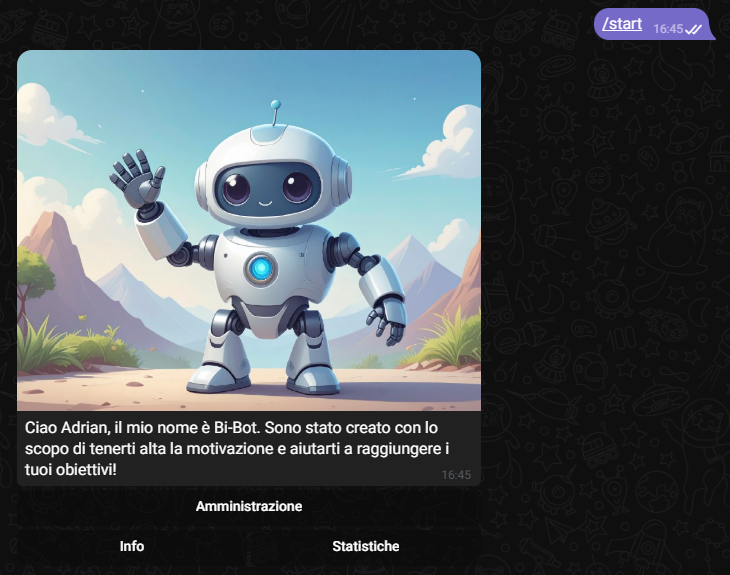 /start 16:45
Ciao Adrian, il mio nome è Bi-Bot. Sono stato creato con lo
scopo di tenerti alta la motivazione e aiutarti a raggiungere i
tuoi obiettivi!
16:45
Amministrazione
Info Statistiche